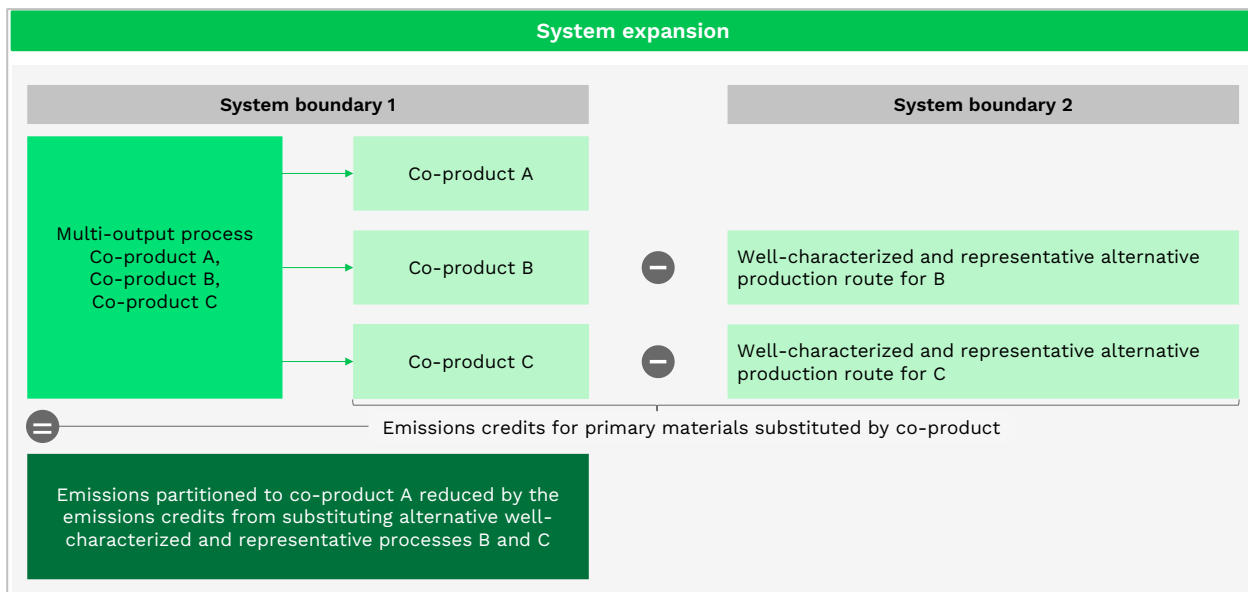 System expansion
System boundary 1
System boundary 2
Multi-output process
Co-product A,
Co-product B,
Co-product C
Co-product A
Co-product B
Well-characterized and representative alternative
production route for B
Co-product C
Well-characterized and representative alternative
production route for C
Emissions credits for primary materials substituted by co-product
Emissions partitioned to co-product A reduced by the
emissions credits from substituting alternative well-
characterized and representative processes B and C